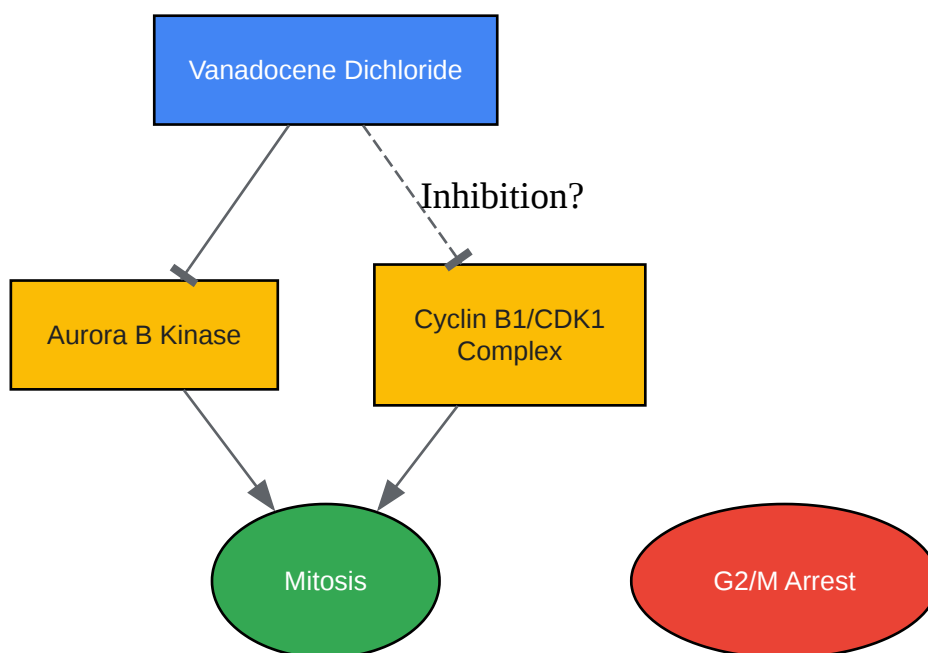 Vanadocene Dichloride
Inhibition?
Aurora B Kinase
Cyclin B1/CDK1
Complex
Mitosis
G2/M Arrest